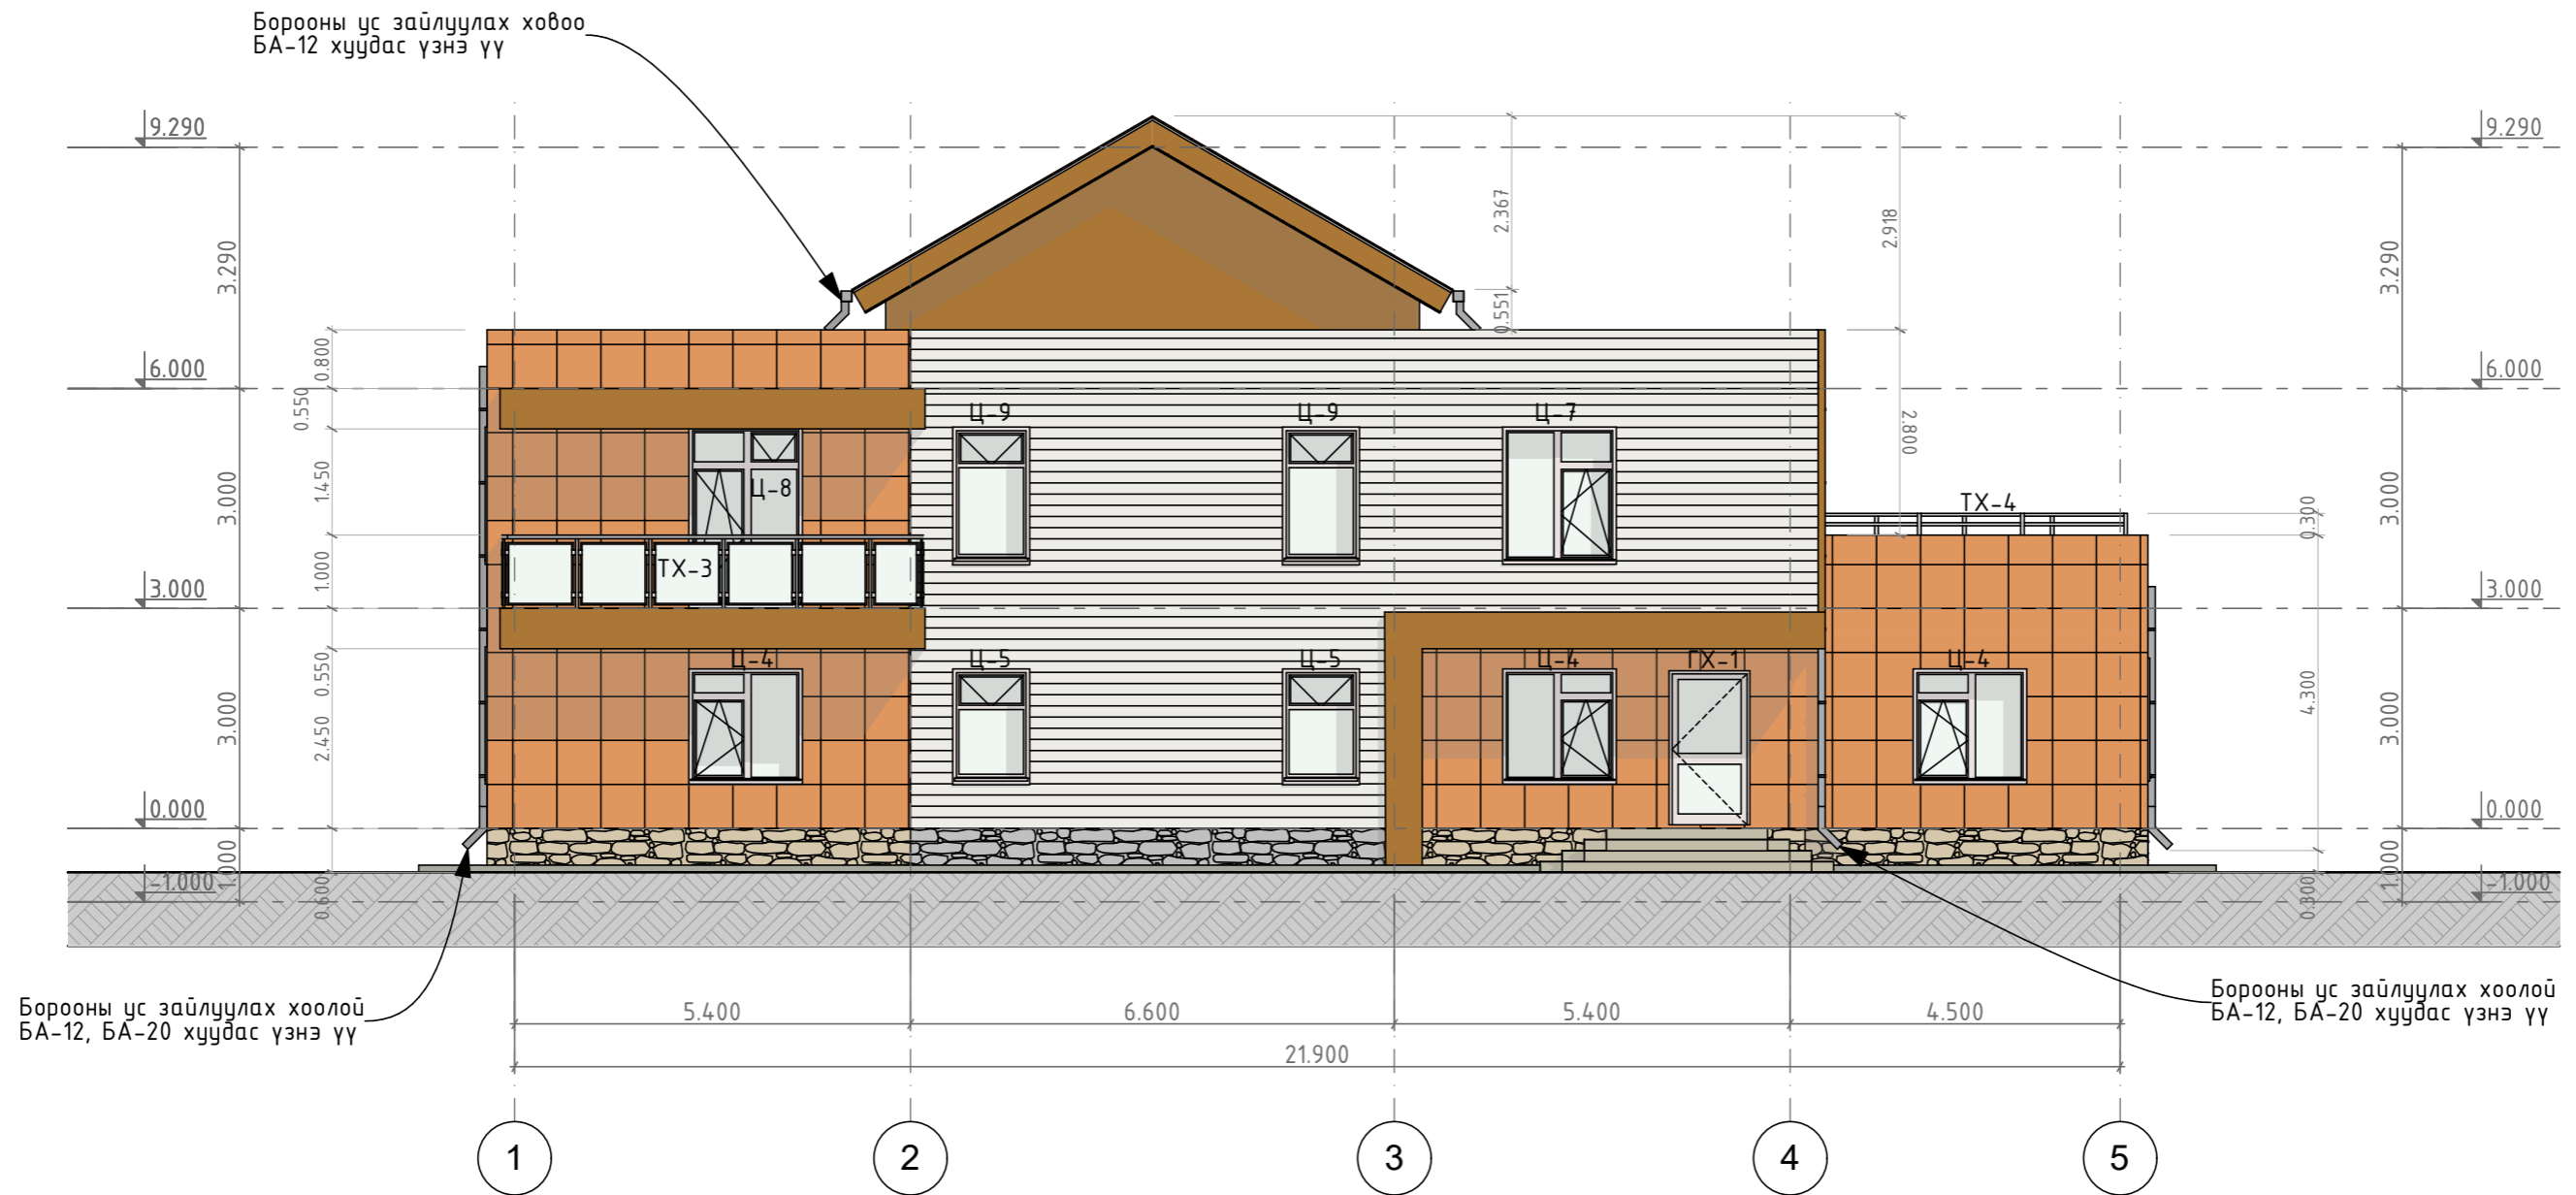 Борооны ус зайлуулах ховоо
БА-12 хуудас үзнэ үү
9.290
9.290
3.290
2.367
2.918
3.290
0.551
0.800
6.000
6.000
0.550
Ц-9
Ц-9
Ц-7
2.800
1.450
Ц-8
3.000
3.000
ТХ-4
0.300
1.000
ТХ-3
3.000
3.000
0.550
Ц-4
Ц-5
Ц-5
Ц-4
ГХ-1
Ц-4
4.300
3.000
2.450
3.000
0.000
0.000
1.000
1.000
-1.000
-1.000
0.600
0.300
Борооны ус зайлуулах хоолой
БА-12, БА-20 хуудас үзнэ үү
Борооны ус зайлуулах хоолой
БА-12, БА-20 хуудас үзнэ үү
5.400
6.600
5.400
4.500
21.900
1
2
3
4
5